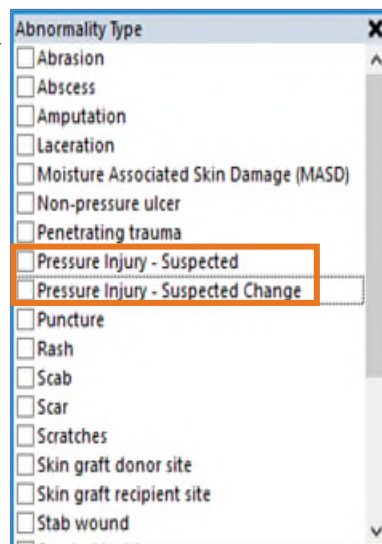 Abnormality Type
Abrasion
Abscess
Amputation
Laceration
Moisture Associated Skin Damage (MASD)
Non-pressure ulcer
Penetrating trauma
Pressure Injury - Suspected
Pressure Injury - Suspected Change
Puncture
Rash
Scab
Scar
Scratches
Skin graft donor site
Skin graft recipient site
Stab wound